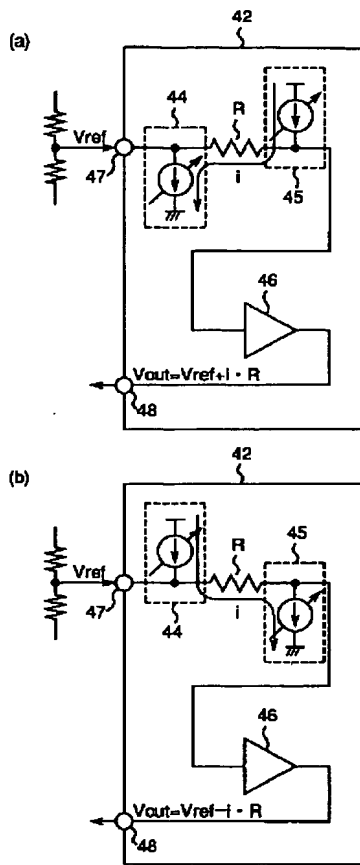 (a)
42
44
R
Vref
47
i
45
46
Vout=Vref+i・R
48
(b)
42
R
45
Vref
47
44
i
46
Vout=Vref−i・R
48